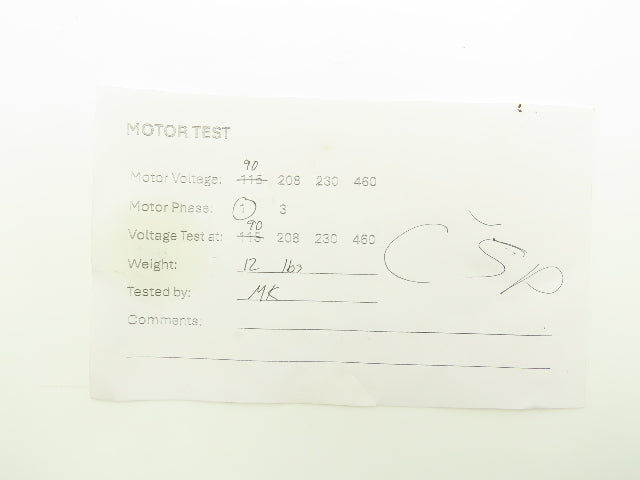 MOTOR TEST
90
Motor Voltage: 115 208 230 460
Motor Phase: 1 3
90
Voltage Test at: 115 208 230 460
Weight: 12 lbs
Tested by: MK
Comments: